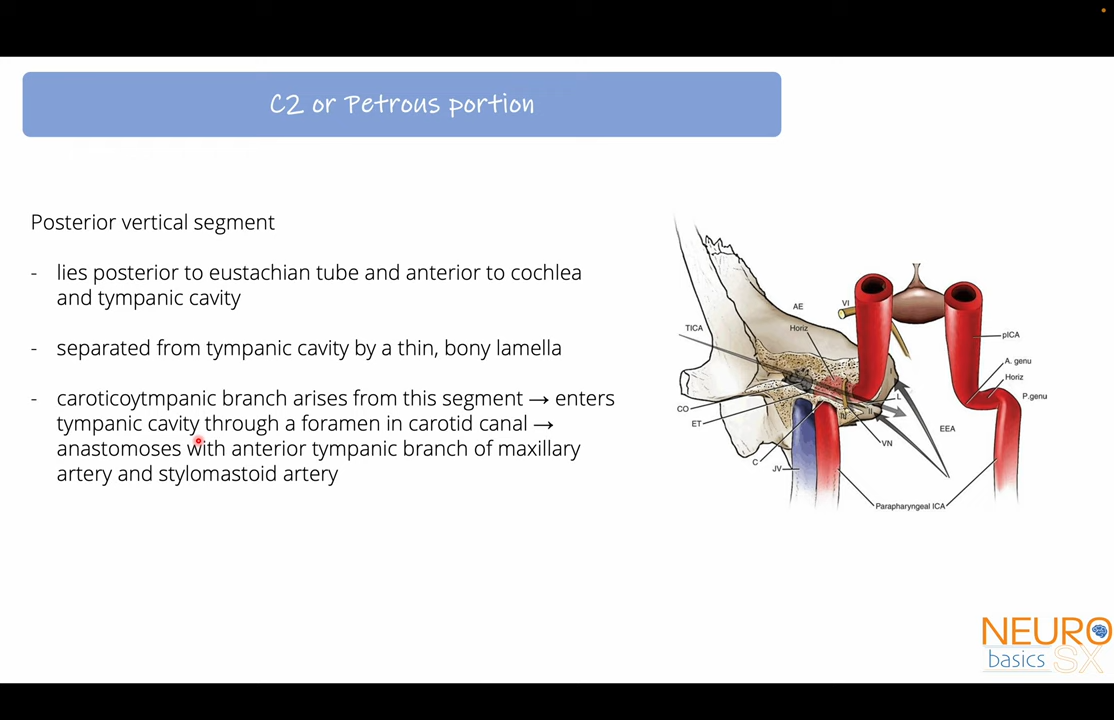 C2 or Petrous portion
Posterior vertical segment
- lies posterior to eustachian tube and anterior to cochlea
and tympanic cavity
- separated from tympanic cavity by a thin, bony lamella
- caroticoytmpanic branch arises from this segment → enters
tympanic cavity through a foramen in carotid canal →
anastomoses with anterior tympanic branch of maxillary
artery and stylomastoid artery
AE
VI
TICA
Horiz
pICA
A. genu
Horiz
P.genu
CO
L
ET
EEA
VN
C
JV
Parapharyngeal ICA
NEURO
basics SX